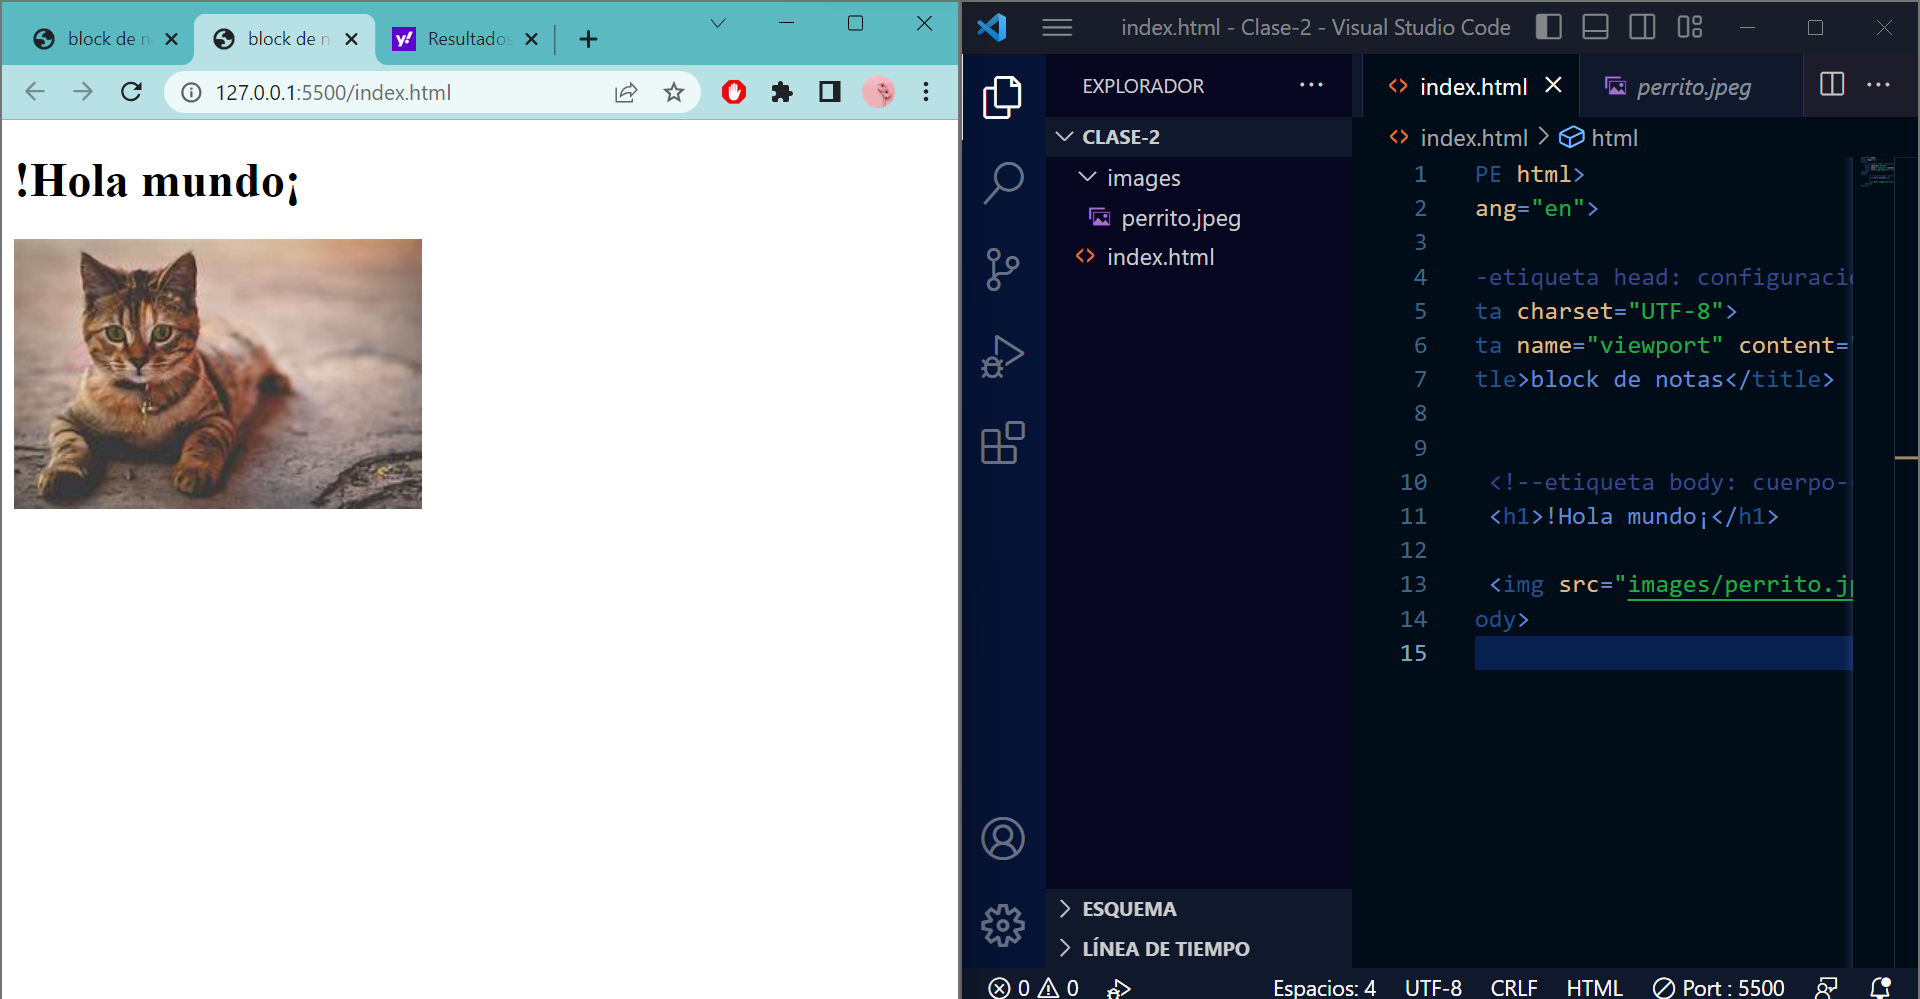 block de n
block de n
y!
Resultados
127.0.0.1:5500/index.html
!Hola mundo¡
index.html - Clase-2 - Visual Studio Code
EXPLORADOR
CLASE-2
images
perrito.jpeg
index.html
ESQUEMA
LÍNEA DE TIEMPO
index.html
perrito.jpeg
index.html > html
1 PE html>
2 ang="en">
3
4 -etiqueta head: configuraci
5 ta charset="UTF-8">
6 ta name="viewport" content=
7 tle>block de notas</title>
8
9
10 <!--etiqueta body: cuerpo-
11 <h1>!Hola mundo¡</h1>
12
13 <img src="images/perrito.j
14 ody>
15
0 0
Espacios: 4
UTF-8
CRLF
HTML
Port : 5500